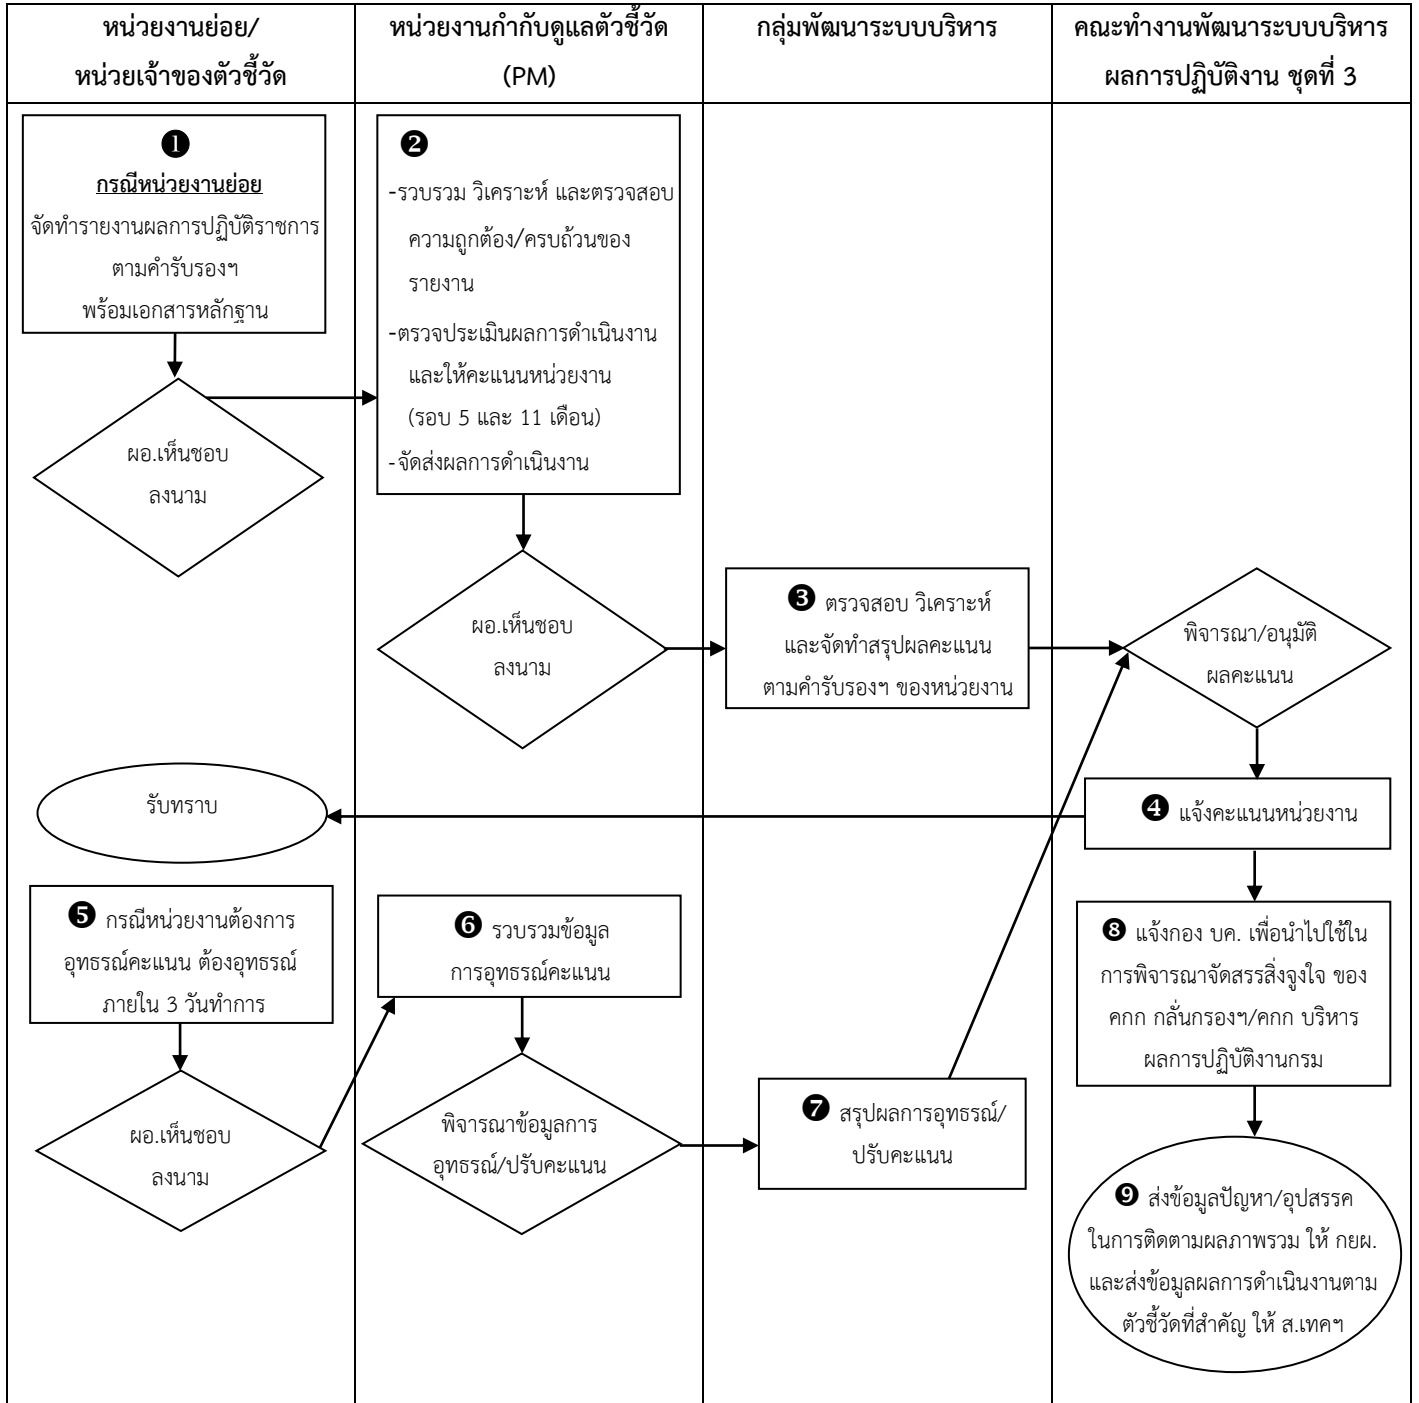 หน่วยงานย่อย/
หน่วยเจ้าของตัวชี้วัด
หน่วยงานกำกับดูแลตัวชี้วัด
(PM)
กลุ่มพัฒนาระบบบริหาร
คณะทำงานพัฒนาระบบบริหาร
ผลการปฏิบัติงาน ชุดที่ 3
❶
กรณีหน่วยงานย่อย
จัดทำรายงานผลการปฏิบัติราชการ
ตามคำรับรองฯ
พร้อมเอกสารหลักฐาน
ผอ.เห็นชอบ
ลงนาม
❷
-รวบรวม วิเคราะห์ และตรวจสอบ
ความถูกต้อง/ครบถ้วนของ
รายงาน
-ตรวจประเมินผลการดำเนินงาน
และให้คะแนนหน่วยงาน
(รอบ 5 และ 11 เดือน)
-จัดส่งผลการดำเนินงาน
ผอ.เห็นชอบ
ลงนาม
❸ ตรวจสอบ วิเคราะห์
และจัดทำสรุปผลคะแนน
ตามคำรับรองฯ ของหน่วยงาน
พิจารณา/อนุมัติ
ผลคะแนน
รับทราบ
❹ แจ้งคะแนนหน่วยงาน
❺ กรณีหน่วยงานต้องการ
อุทธรณ์คะแนน ต้องอุทธรณ์
ภายใน 3 วันทำการ
ผอ.เห็นชอบ
ลงนาม
❻ รวบรวมข้อมูล
การอุทธรณ์คะแนน
พิจารณาข้อมูลการ
อุทธรณ์/ปรับคะแนน
❼ สรุปผลการอุทธรณ์/
ปรับคะแนน
❽ แจ้งกอง บค. เพื่อนำไปใช้ใน
การพิจารณาจัดสรรสิ่งจูงใจ ของ
คกก กลั่นกรองฯ/คกก บริหาร
ผลการปฏิบัติงานกรม
❾ ส่งข้อมูลปัญหา/อุปสรรค
ในการติดตามผลภาพรวม ให้ กยผ.
และส่งข้อมูลผลการดำเนินงานตาม
ตัวชี้วัดที่สำคัญ ให้ ส.เทคฯ